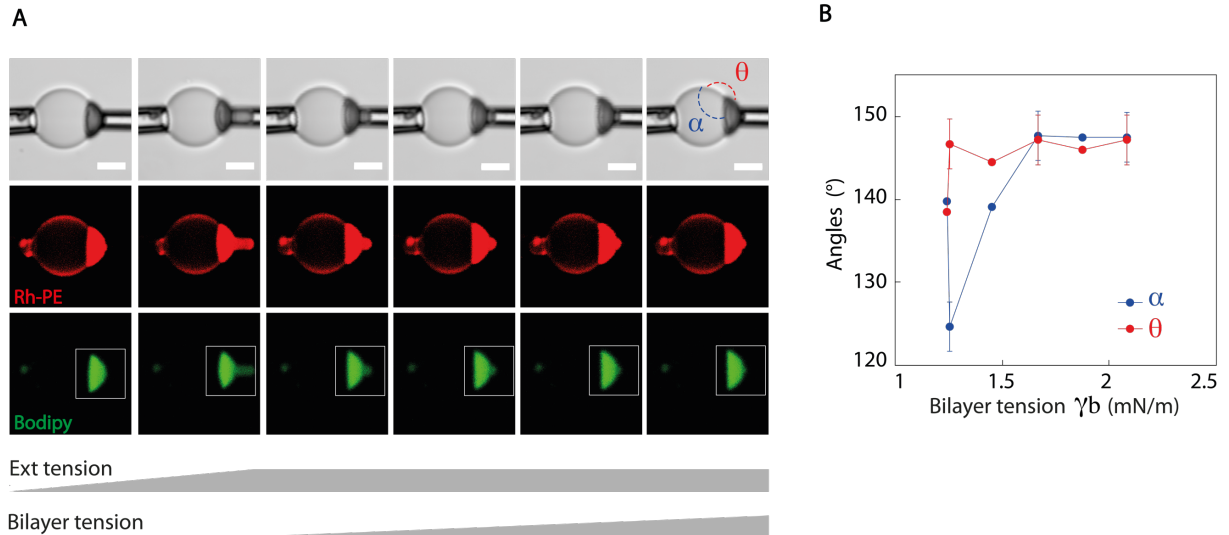 A
θ
α
Rh-PE
Bodipy
Ext tension
Bilayer tension
B
150
140
130
120
Angles (°)
α
θ
1
1.5
2
2.5
Bilayer tension γb (mN/m)